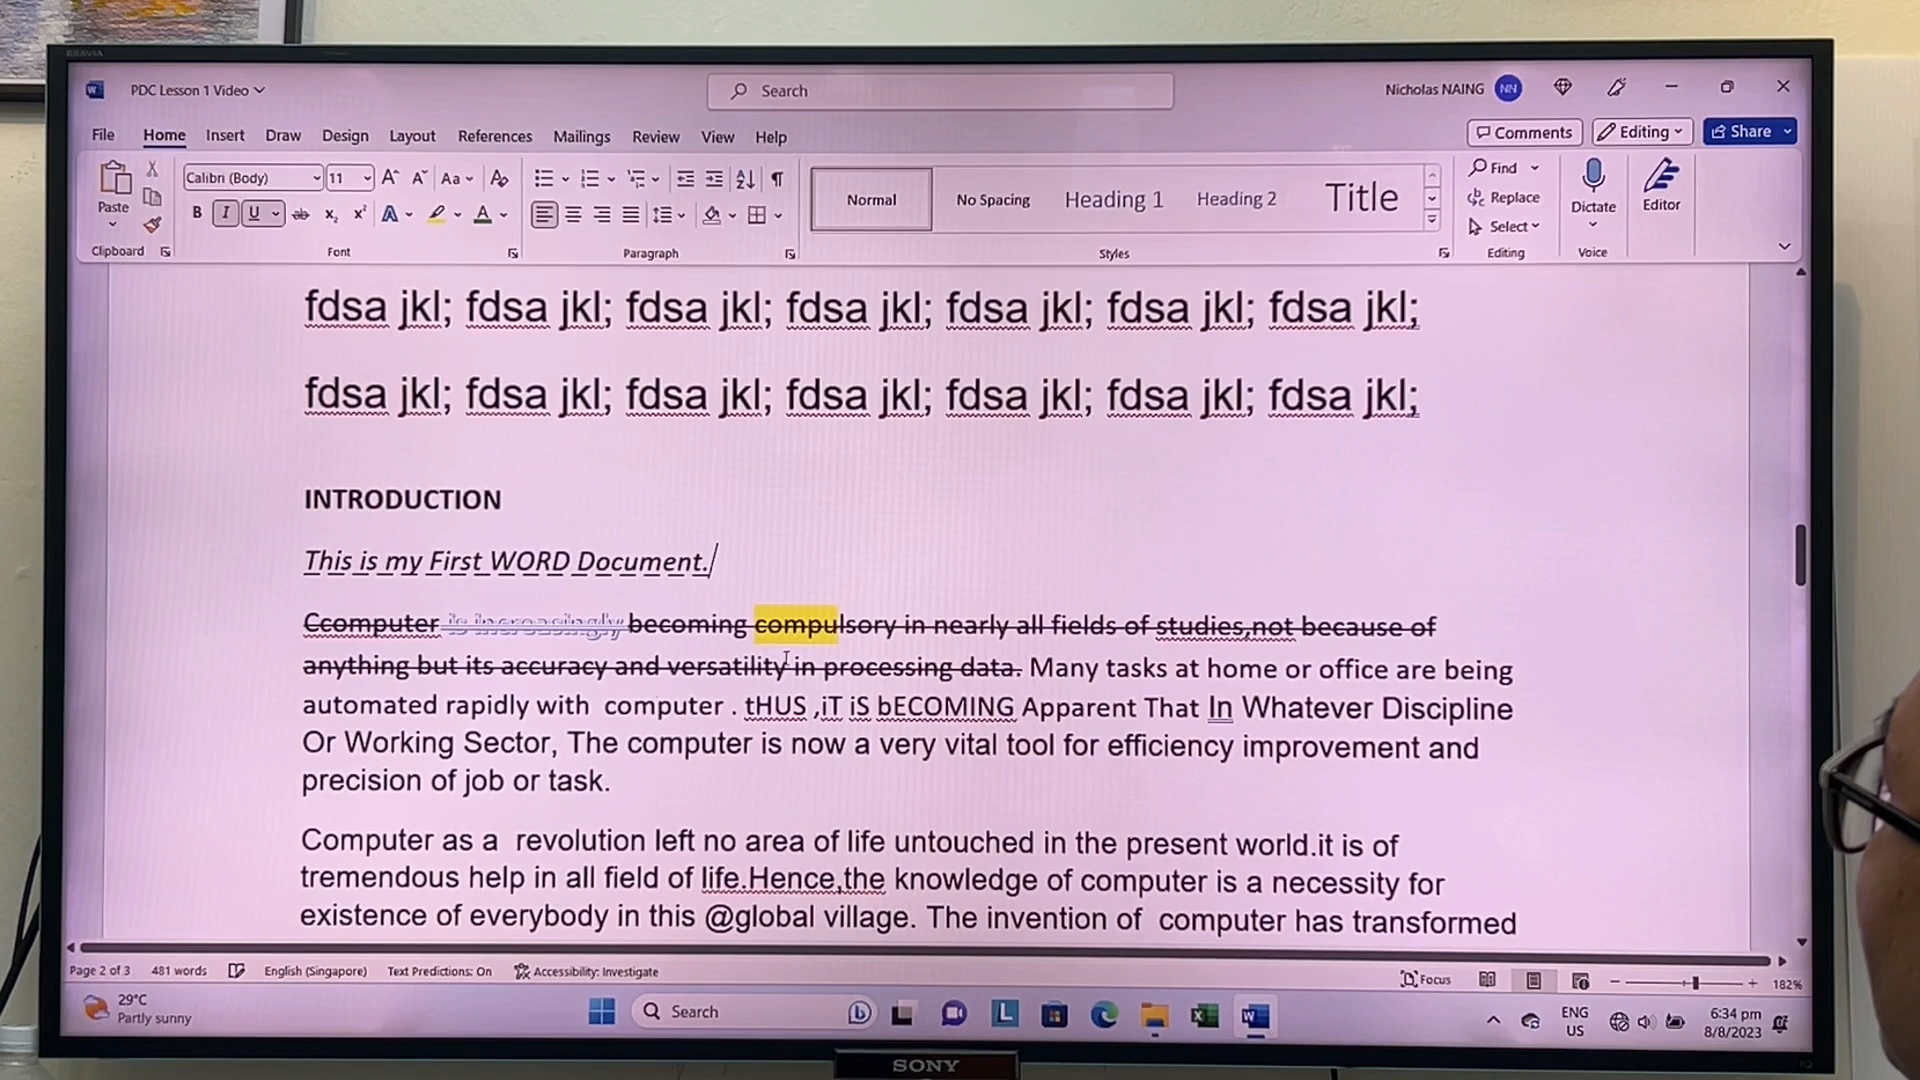 BRAVIA
PDC Lesson 1 Video
Search
Nicholas NAING NN
File Home Insert Draw Design Layout References Mailings Review View Help
Comments Editing Share
Calibri (Body) 11 Aa
Find
Paste
Replace
Dictate
Editor
B I U ab x₂ x² A A
Normal No Spacing Heading 1 Heading 2 Title
Select
Clipboard Font Paragraph Styles Editing Voice
fdsa jkl; fdsa jkl; fdsa jkl; fdsa jkl; fdsa jkl; fdsa jkl; fdsa jkl;
fdsa jkl; fdsa jkl; fdsa jkl; fdsa jkl; fdsa jkl; fdsa jkl; fdsa jkl;
INTRODUCTION
This is my First WORD Document.
Ccomputer is increasingly becoming compulsory in nearly all fields of studies,not because of
anything but its accuracy and versatility in processing data. Many tasks at home or office are being
automated rapidly with  computer . tHUS ,iT iS bECOMING Apparent That In Whatever Discipline
Or Working Sector, The computer is now a very vital tool for efficiency improvement and
precision of job or task.
Computer as a  revolution left no area of life untouched in the present world.it is of
tremendous help in all field of life.Hence,the knowledge of computer is a necessity for
existence of everybody in this @global village. The invention of  computer has transformed
Page 2 of 3 481 words English (Singapore) Text Predictions: On Accessibility: Investigate Focus 182%
29°C
Partly sunny
Search
ENG
US
6:34 pm
8/8/2023
SONY